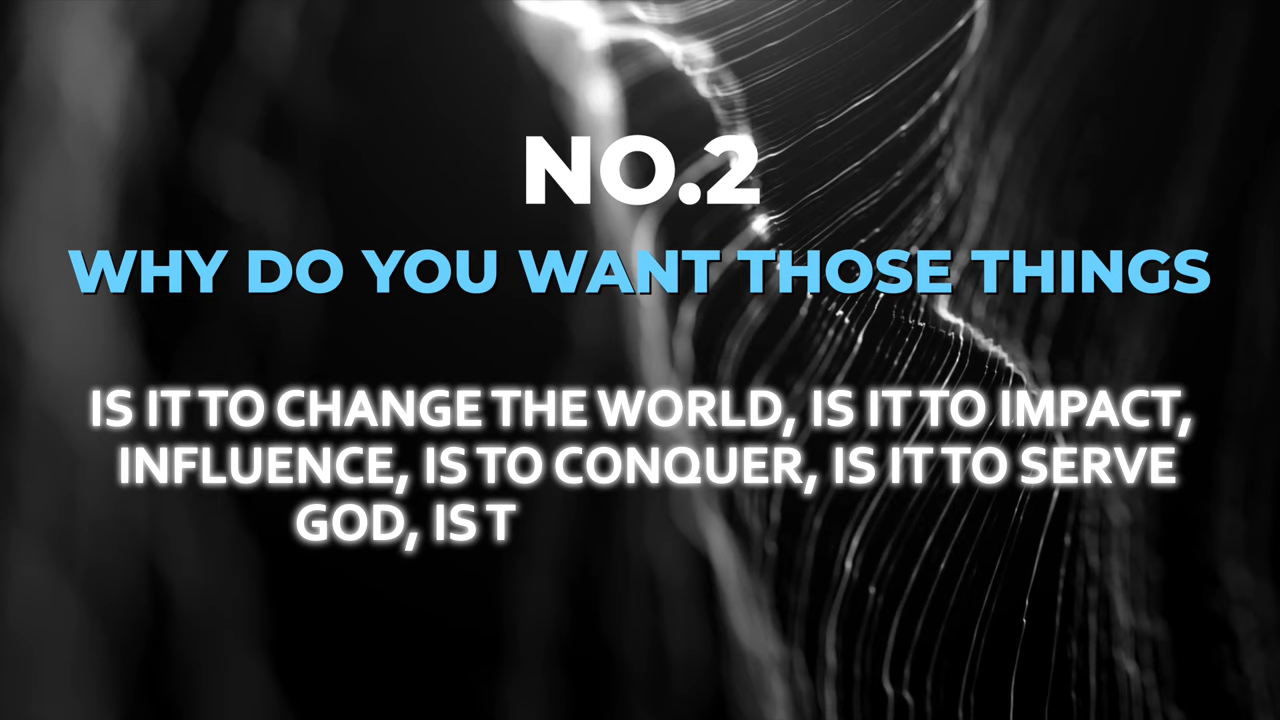 NO.2
WHY DO YOU WANT THOSE THINGS
IS IT TO CHANGE THE WORLD, IS IT TO IMPACT,
INFLUENCE, IS TO CONQUER, IS IT TO SERVE
GOD, IS T